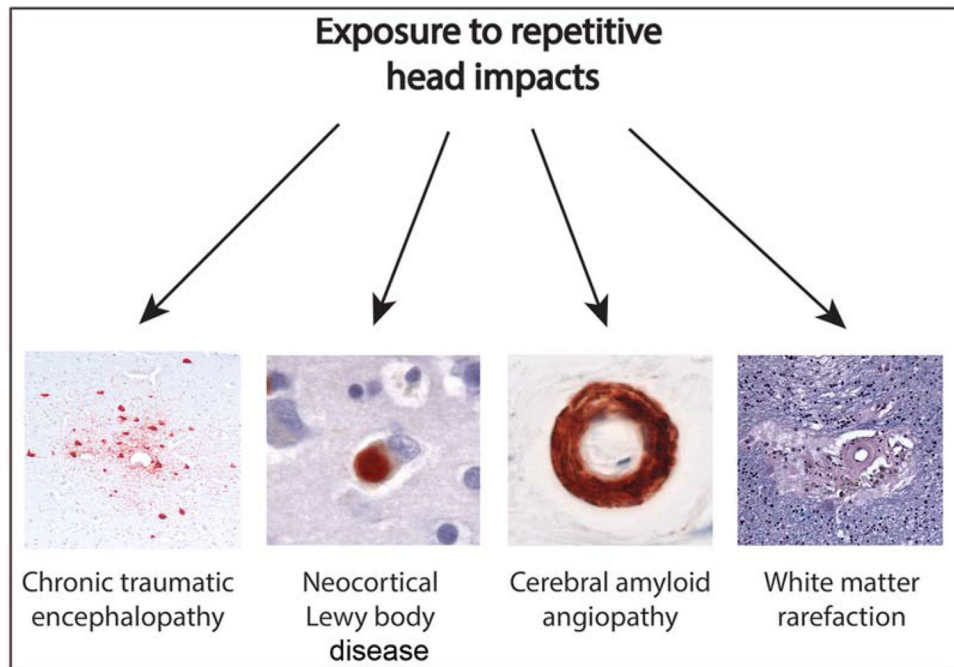 Exposure to repetitive
head impacts
Chronic traumatic
encephalopathy
Neocortical
Lewy body
disease
Cerebral amyloid
angiopathy
White matter
rarefaction